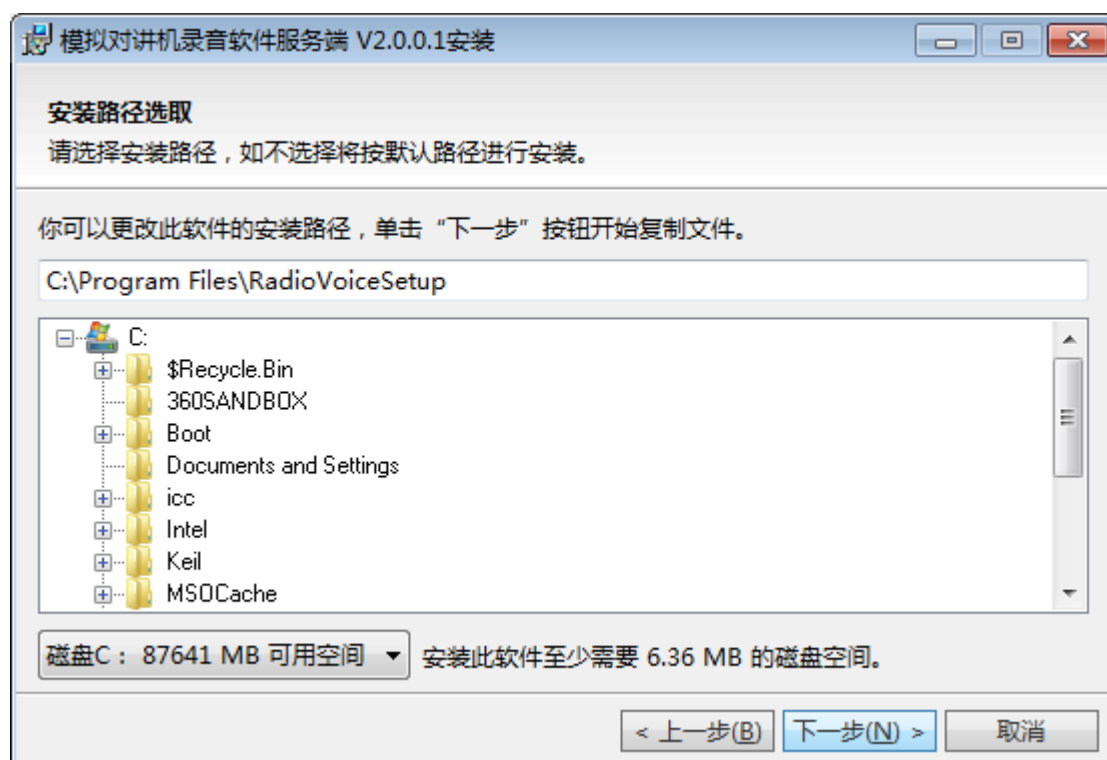 模拟对讲机录音软件服务端 V2.0.0.1安装
安装路径选取
请选择安装路径，如不选择将按默认路径进行安装。
你可以更改此软件的安装路径，单击“下一步”按钮开始复制文件。
C:\Program Files\RadioVoiceSetup
C:
$Recycle.Bin
360SANDBOX
Boot
Documents and Settings
icc
Intel
Keil
MSOCache
磁盘C： 87641 MB 可用空间 安装此软件至少需要 6.36 MB 的磁盘空间。
< 上一步(B) 下一步(N) > 取消